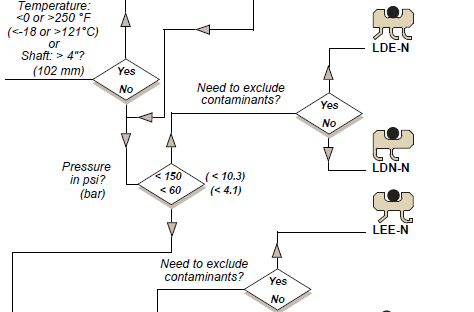 Temperature:
<0 or >250 °F
(<-18 or >121°C)
or
Shaft: > 4"?
(102 mm)
Yes
No
LDE-N
Need to exclude
contaminants?
Yes
No
Pressure
in psi?
(bar)
< 150
(< 10.3)
< 60
(< 4.1)
LDN-N
LEE-N
Need to exclude
contaminants?
Yes
No